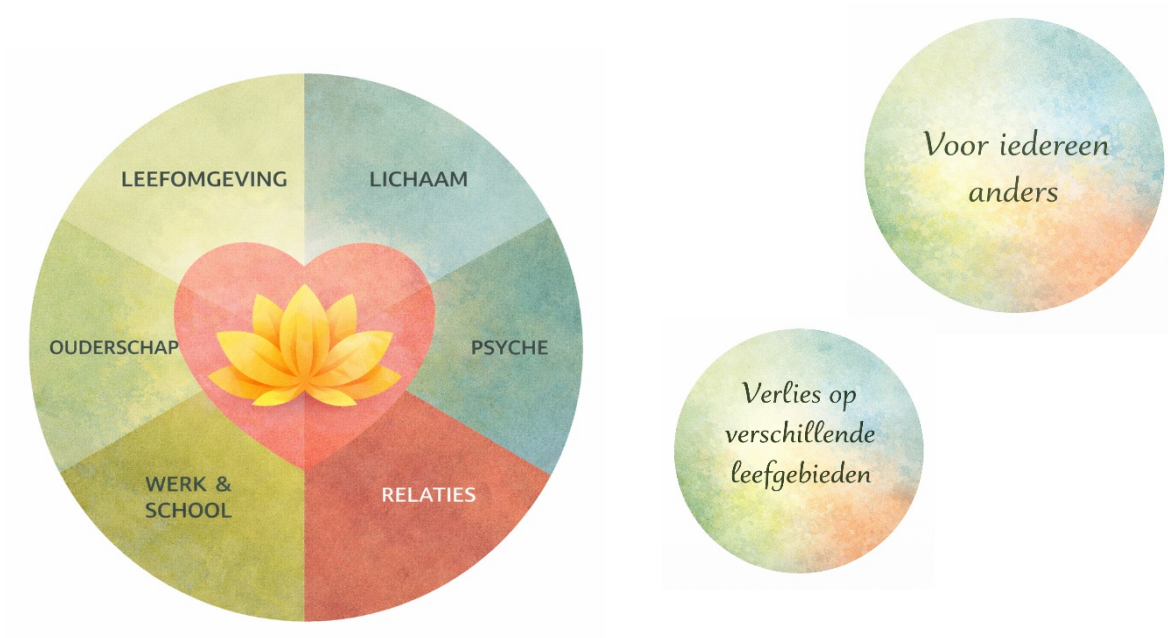 LEEFOMGEVING
LICHAAM
OUDERSCHAP
PSYCHE
WERK &
SCHOOL
RELATIES
Voor iedereen
anders
Verlies op
verschillende
leefgebieden